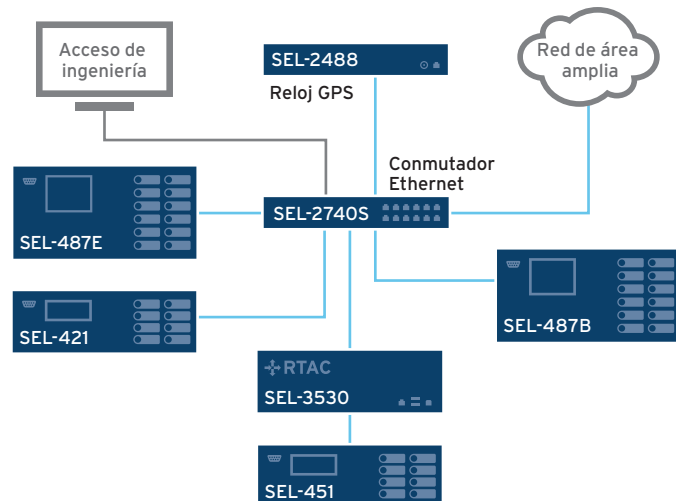 Acceso de
ingeniería
SEL-2488
Reloj GPS
Red de área
amplia
Conmutador
Ethernet
SEL-2740S
SEL-487E
SEL-421
SEL-487B
RTAC
SEL-3530
SEL-451